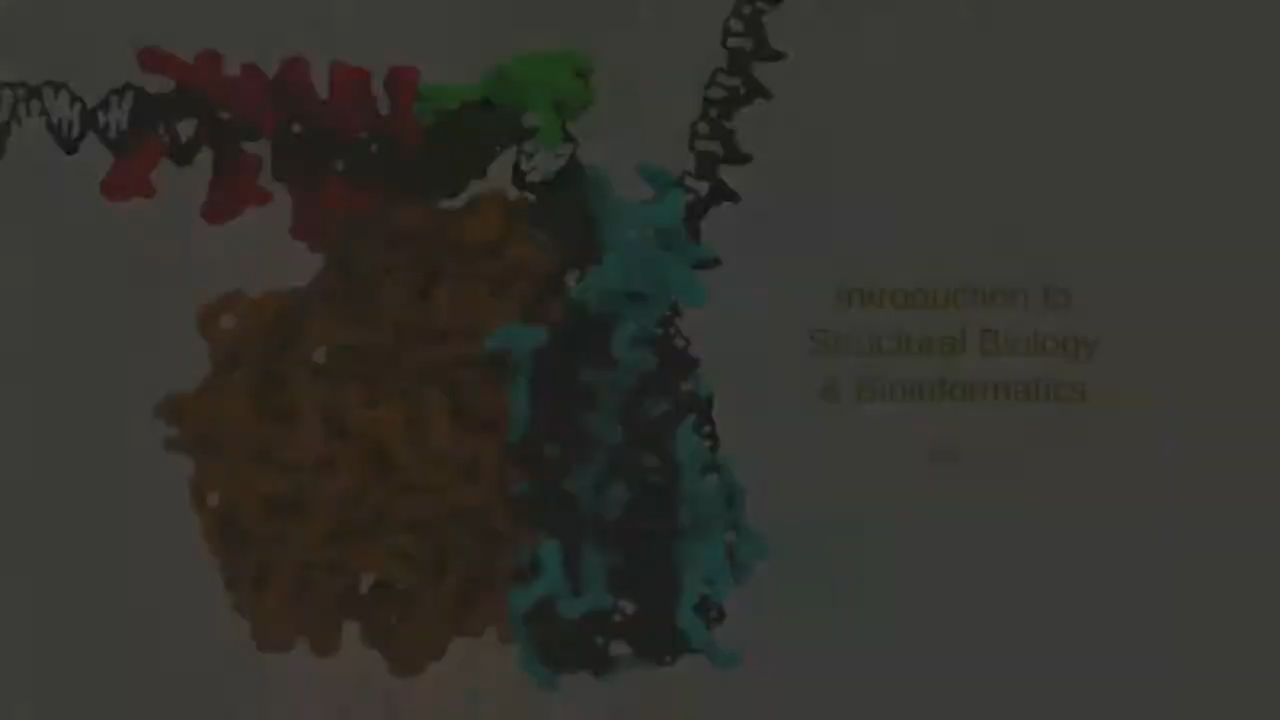 Introduction to
Structural Biology
& Bioinformatics